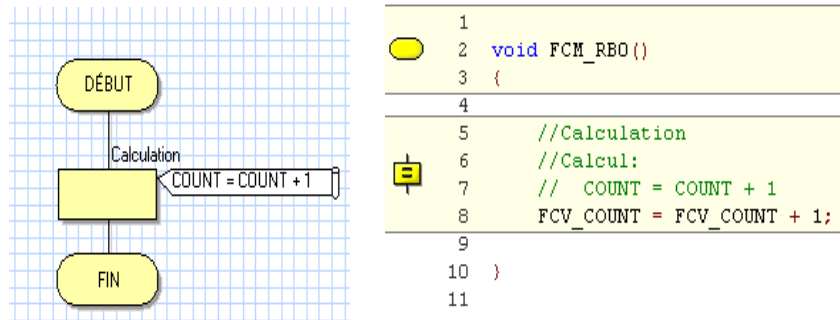 DÉBUT
Calculation
COUNT = COUNT + 1
FIN
1
2 void FCM_RB0()
3 {
4
5 //Calculation
6 //Calcul:
7 // COUNT = COUNT + 1
8 FCV_COUNT = FCV_COUNT + 1;
9
10 }
11